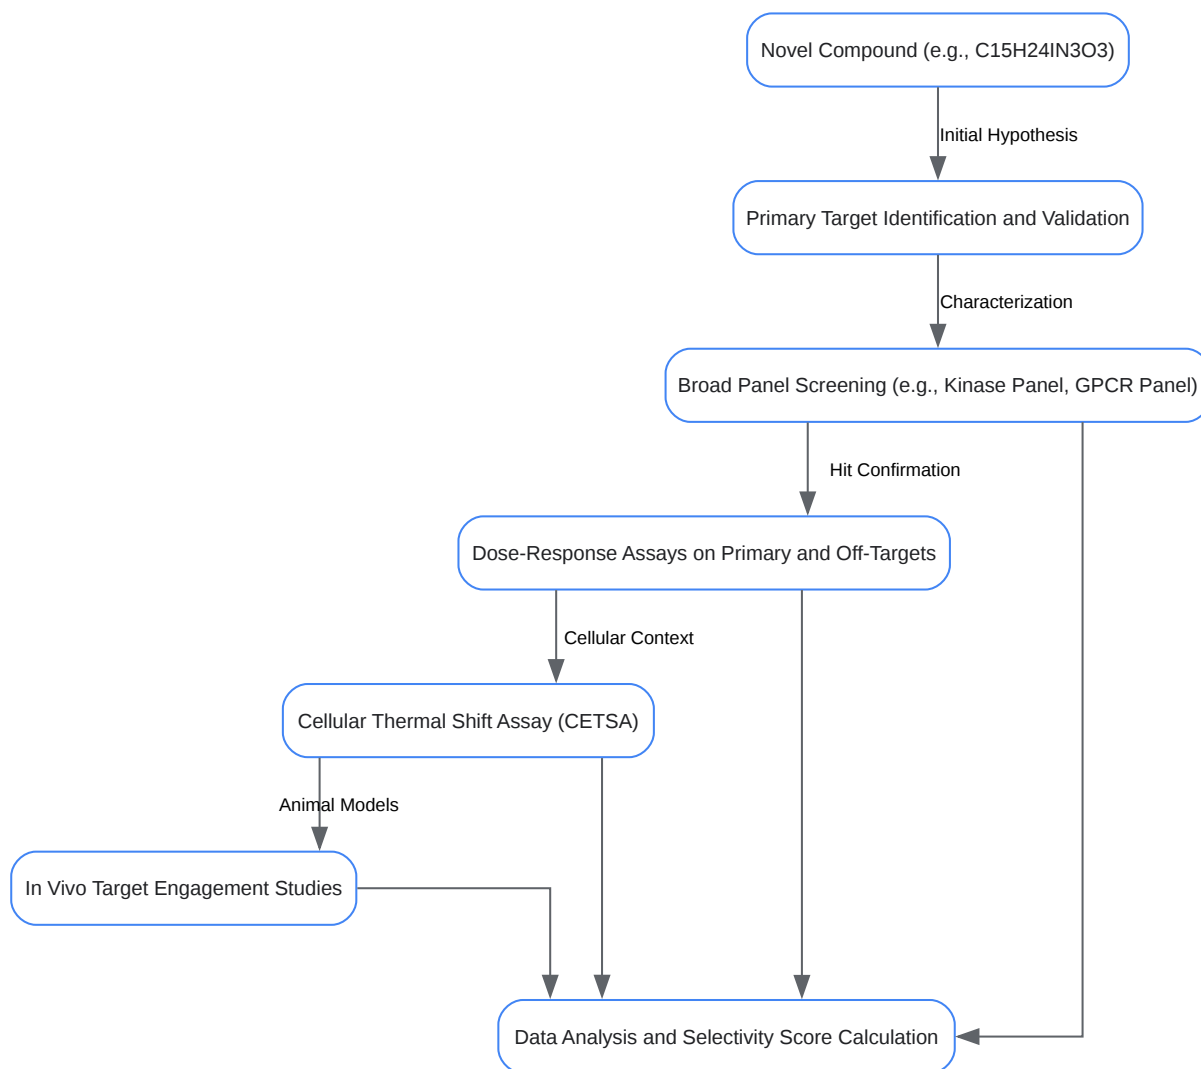 Novel Compound (e.g., C15H24IN3O3)
Initial Hypothesis
Primary Target Identification and Validation
Characterization
Broad Panel Screening (e.g., Kinase Panel, GPCR Panel)
Hit Confirmation
Dose-Response Assays on Primary and Off-Targets
Cellular Context
Cellular Thermal Shift Assay (CETSA)
Animal Models
In Vivo Target Engagement Studies
Data Analysis and Selectivity Score Calculation